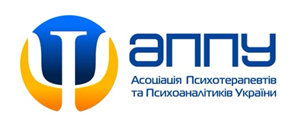 аппу
Асоціація Психотерапевтів
та Психоаналітиків України